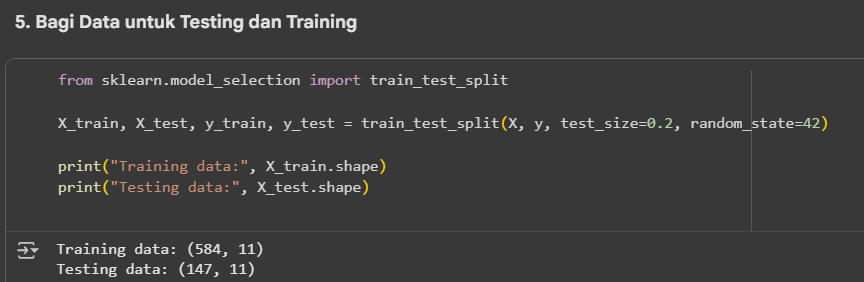 5. Bagi Data untuk Testing dan Training
from sklearn.model_selection import train_test_split
X_train, X_test, y_train, y_test = train_test_split(X, y, test_size=0.2, random_state=42)
print("Training data:", X_train.shape)
print("Testing data:", X_test.shape)
Training data: (584, 11)
Testing data: (147, 11)